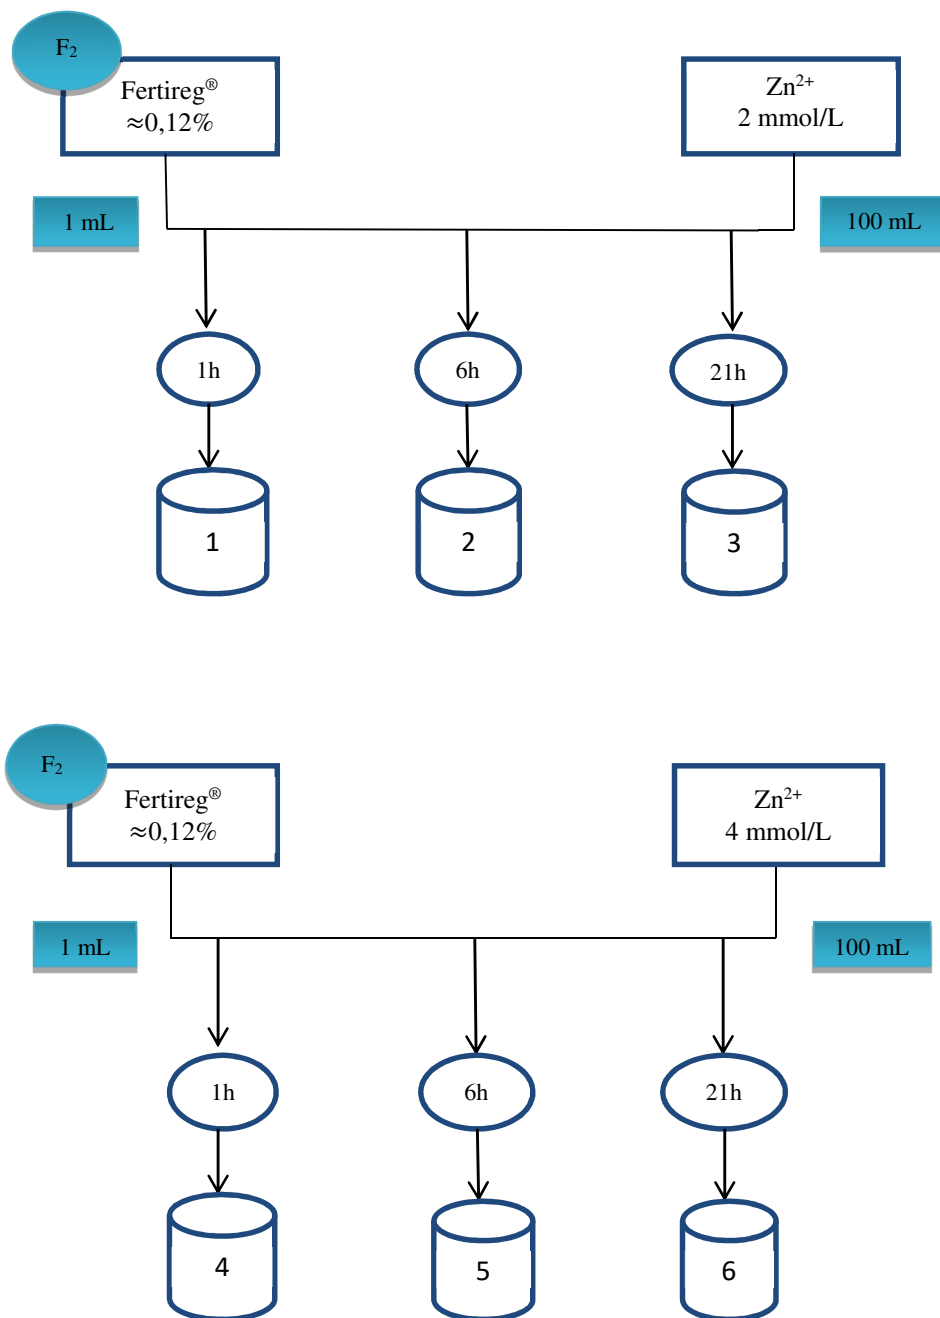 F₂
Fertireg®
≈0,12%
Zn²⁺
2 mmol/L
1 mL
100 mL
1h
6h
21h
1
2
3
F₂
Fertireg®
≈0,12%
Zn²⁺
4 mmol/L
1 mL
100 mL
1h
6h
21h
4
5
6